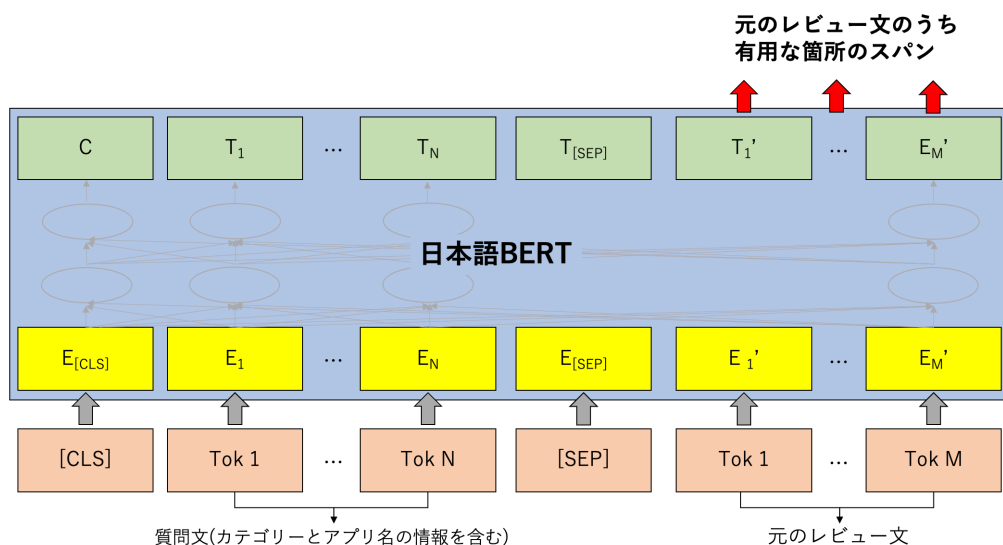 元のレビュー文のうち
有用な箇所のスパン
C
T1
...
TN
T[SEP]
T1’
...
EM’
日本語BERT
E[CLS]
E1
...
EN
E[SEP]
E1’
...
EM’
[CLS]
Tok 1
...
Tok N
[SEP]
Tok 1
...
Tok M
質問文(カテゴリーとアプリ名の情報を含む)
元のレビュー文